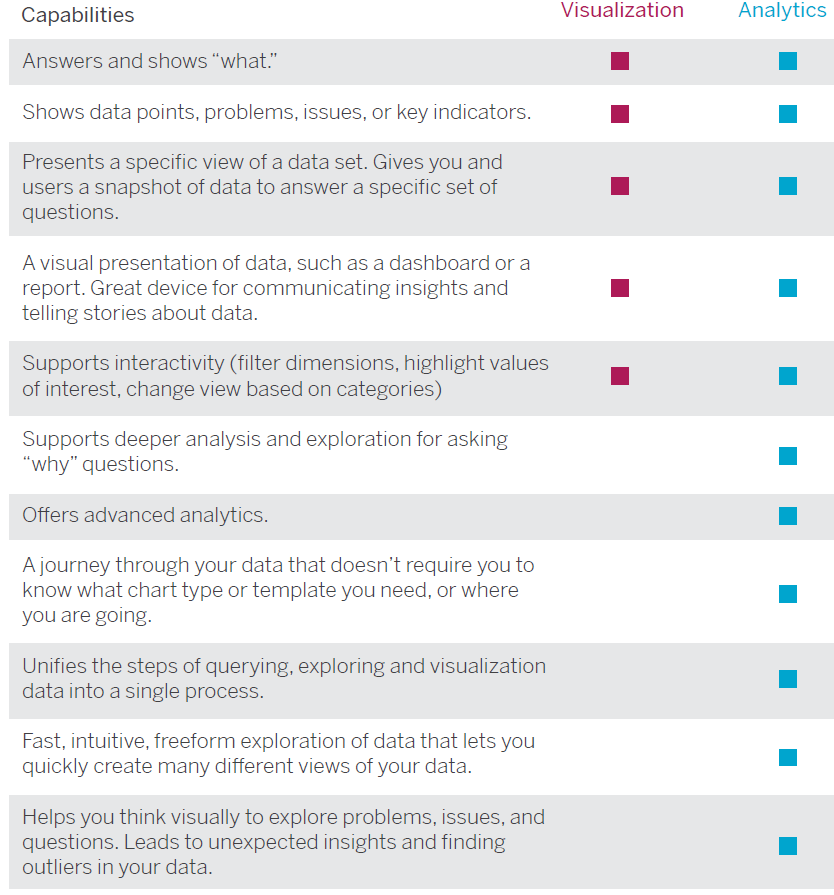 Capabilities Visualization Analytics
Answers and shows “what.”
Shows data points, problems, issues, or key indicators.
Presents a specific view of a data set. Gives you and
users a snapshot of data to answer a specific set of
questions.
A visual presentation of data, such as a dashboard or a
report. Great device for communicating insights and
telling stories about data.
Supports interactivity (filter dimensions, highlight values
of interest, change view based on categories)
Supports deeper analysis and exploration for asking
“why” questions.
Offers advanced analytics.
A journey through your data that doesn’t require you to
know what chart type or template you need, or where
you are going.
Unifies the steps of querying, exploring and visualization
data into a single process.
Fast, intuitive, freeform exploration of data that lets you
quickly create many different views of your data.
Helps you think visually to explore problems, issues, and
questions. Leads to unexpected insights and finding
outliers in your data.